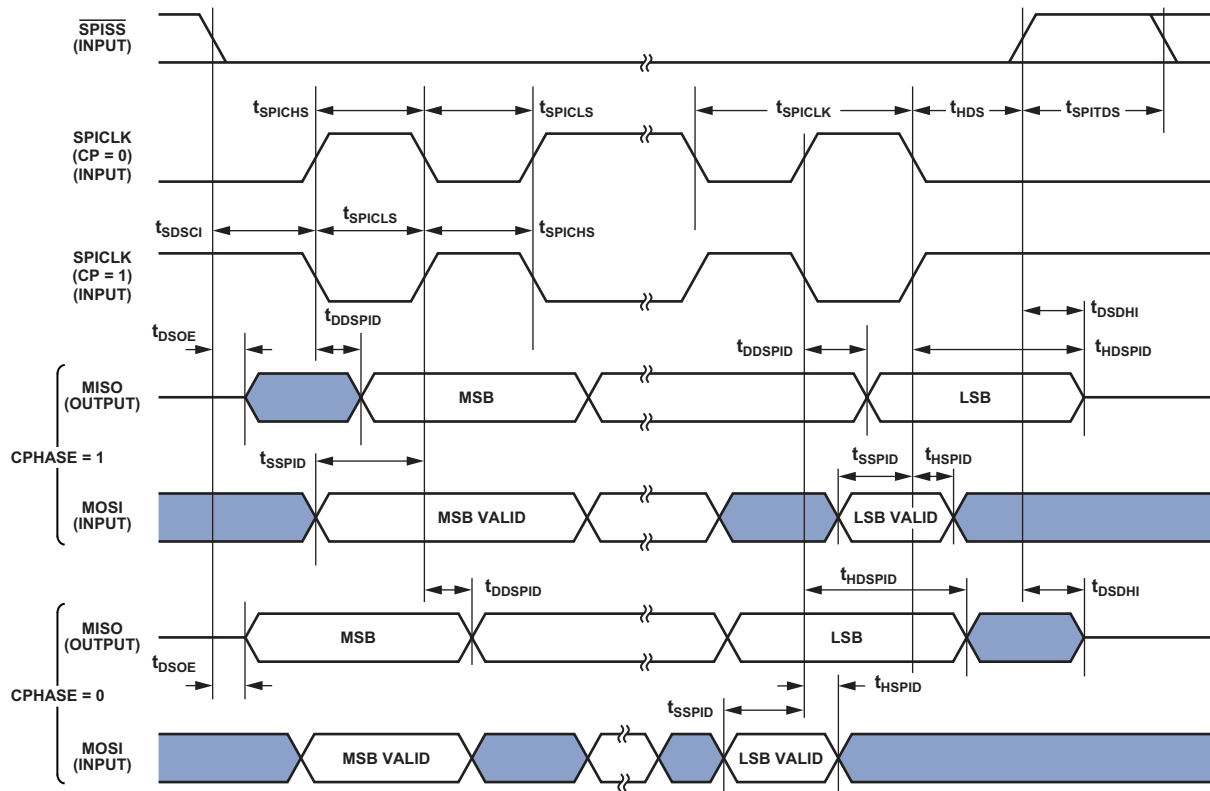 SPISS
(INPUT)
tSPICHS
tSPICLS
tSPICLK
tHDS
tSPITDS
SPICLK
(CP = 0)
(INPUT)
tSDSCI
tSPICLS
tSPICHS
SPICLK
(CP = 1)
(INPUT)
tDSOE
tDDSPID
tDDSPID
tDSDHI
tHDSPID
MISO
(OUTPUT)
MSB
LSB
CPHASE = 1
tSSPID
tSSPID
tHSPID
MOSI
(INPUT)
MSB VALID
LSB VALID
tDDSPID
tHDSPID
tDSDHI
MISO
(OUTPUT)
MSB
LSB
tDSOE
CPHASE = 0
tSSPID
tHSPID
MOSI
(INPUT)
MSB VALID
LSB VALID